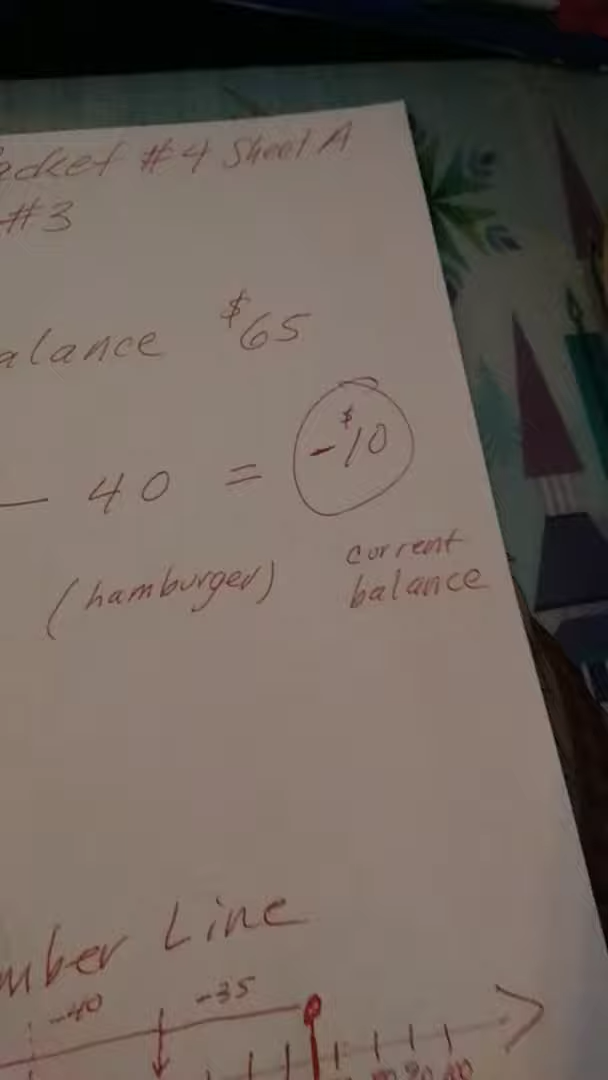 acket #4 Sheet A
#3
alance $65
— 40 = -$10
(hamburger) current balance
mber Line
-40 -35